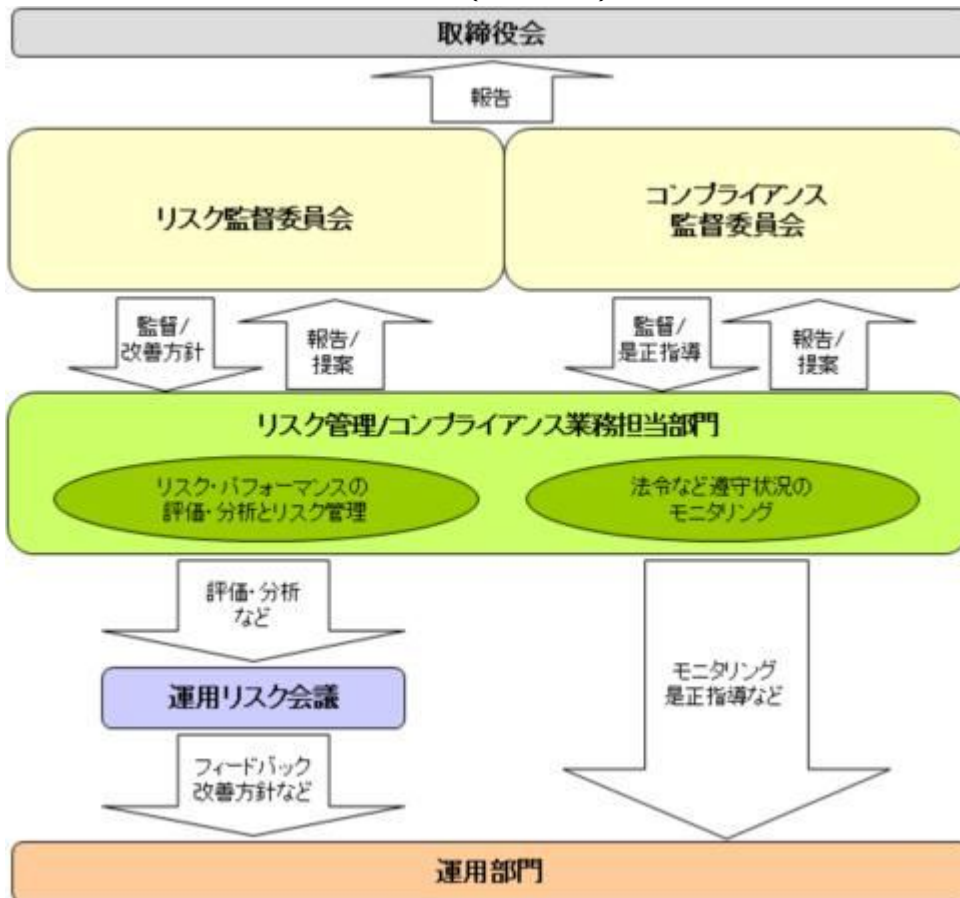 取締役会
報告
リスク監督委員会
コンプライアンス
監督委員会
監督/
改善方針
報告/
提案
監督/
是正指導
報告/
提案
リスク管理/コンプライアンス業務担当部門
リスク・パフォーマンスの
評価・分析とリスク管理
法令など遵守状況の
モニタリング
評価・分析
など
運用リスク会議
モニタリング
是正指導など
フィードバック
改善方針など
運用部門